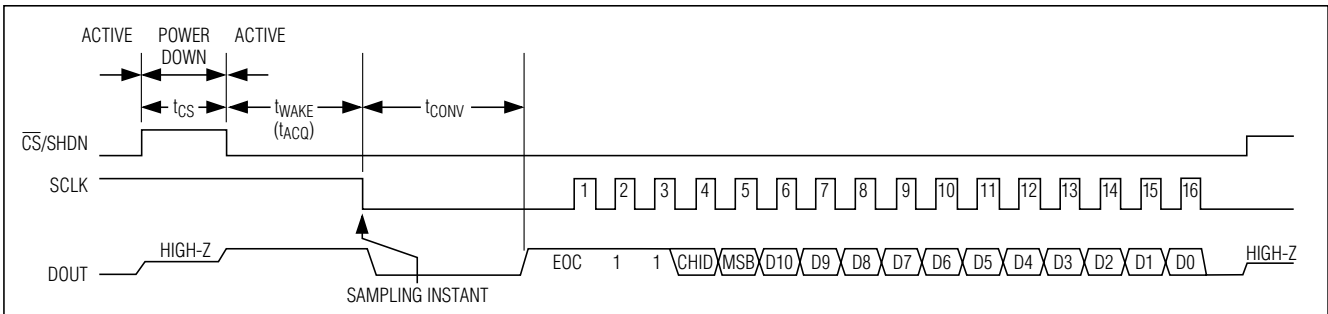 ACTIVE POWER DOWN ACTIVE
tCS tWAKE (tACQ) tCONV
CS/SHDN
SCLK 1 2 3 4 5 6 7 8 9 10 11 12 13 14 15 16
DOUT HIGH-Z EOC 1 1 CHID MSB D10 D9 D8 D7 D6 D5 D4 D3 D2 D1 D0 HIGH-Z
SAMPLING INSTANT